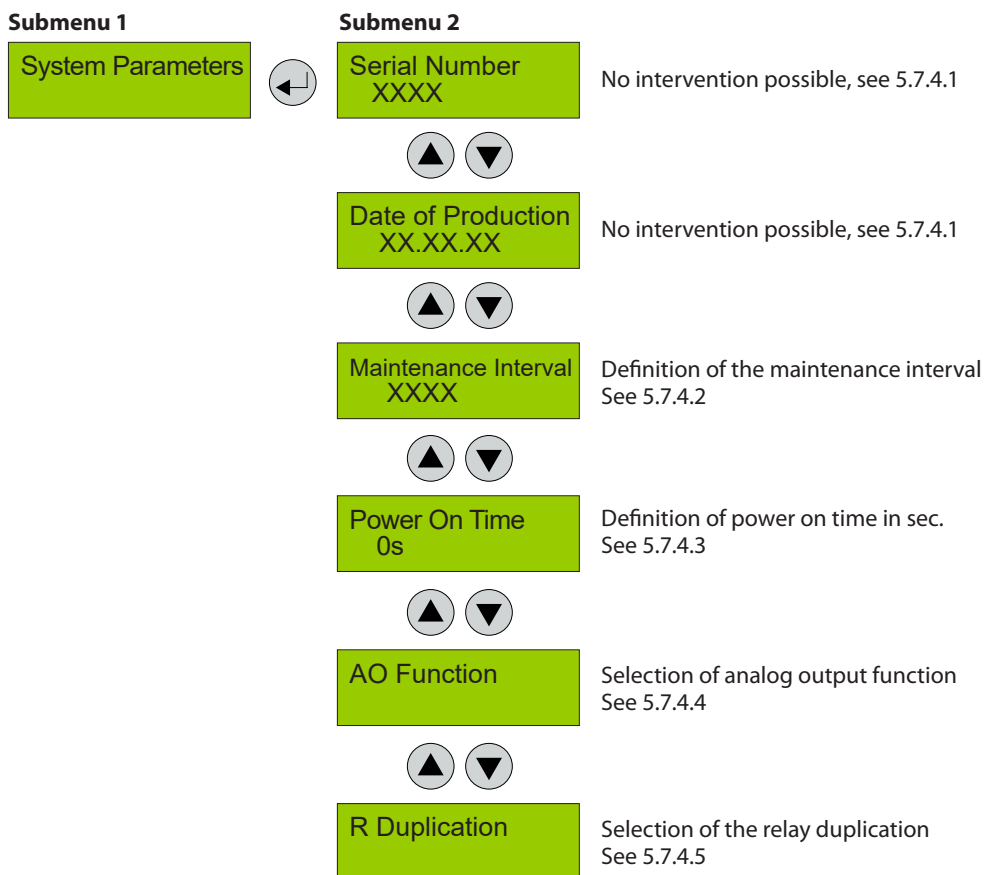 Submenu 1
Submenu 2
System Parameters
Serial Number
XXXX
No intervention possible, see 5.7.4.1
Date of Production
XX.XX.XX
No intervention possible, see 5.7.4.1
Maintenance Interval
XXXX
Definition of the maintenance interval
See 5.7.4.2
Power On Time
0s
Definition of power on time in sec.
See 5.7.4.3
AO Function
Selection of analog output function
See 5.7.4.4
R Duplication
Selection of the relay duplication
See 5.7.4.5